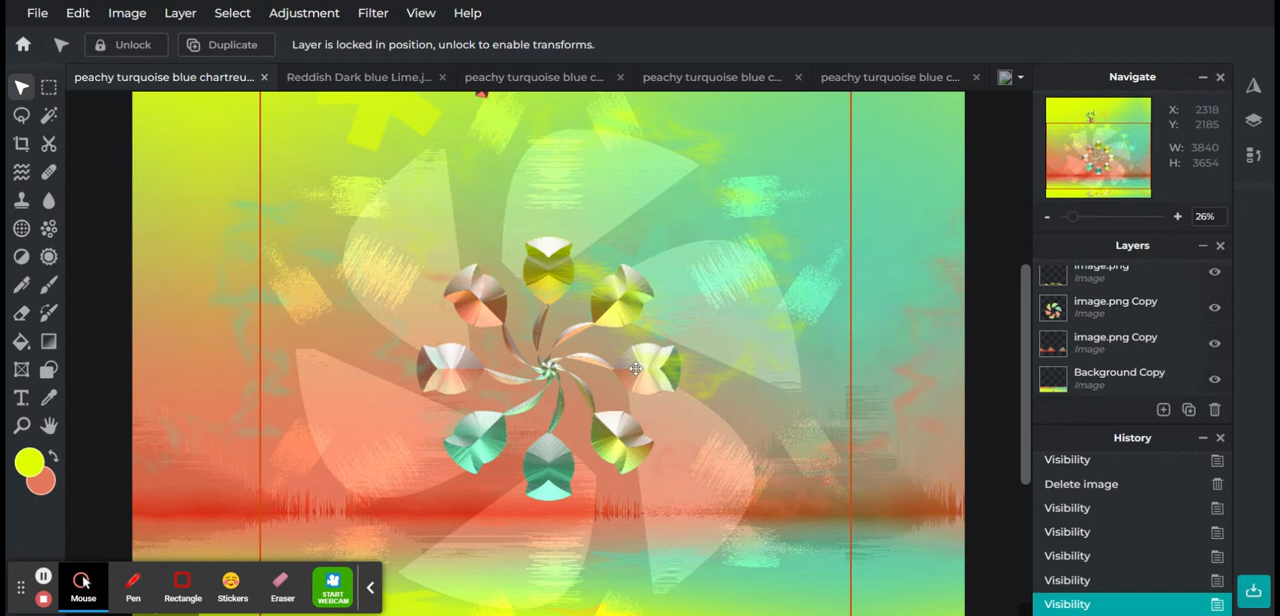 File Edit Image Layer Select Adjustment Filter View Help
Unlock Duplicate Layer is locked in position, unlock to enable transforms.
peachy turquoise blue chartreu... Reddish Dark blue Lime.j... peachy turquoise blue c... peachy turquoise blue c... peachy turquoise blue c...
Navigate
X: 2318
Y: 2185
W: 3840
H: 3654
- + 26%
Layers
image.png
Image
image.png Copy
Image
image.png Copy
Image
Background Copy
Image
History
Visibility
Delete image
Visibility
Visibility
Visibility
Visibility
Visibility
Mouse Pen Rectangle Stickers Eraser START
WEBCAM